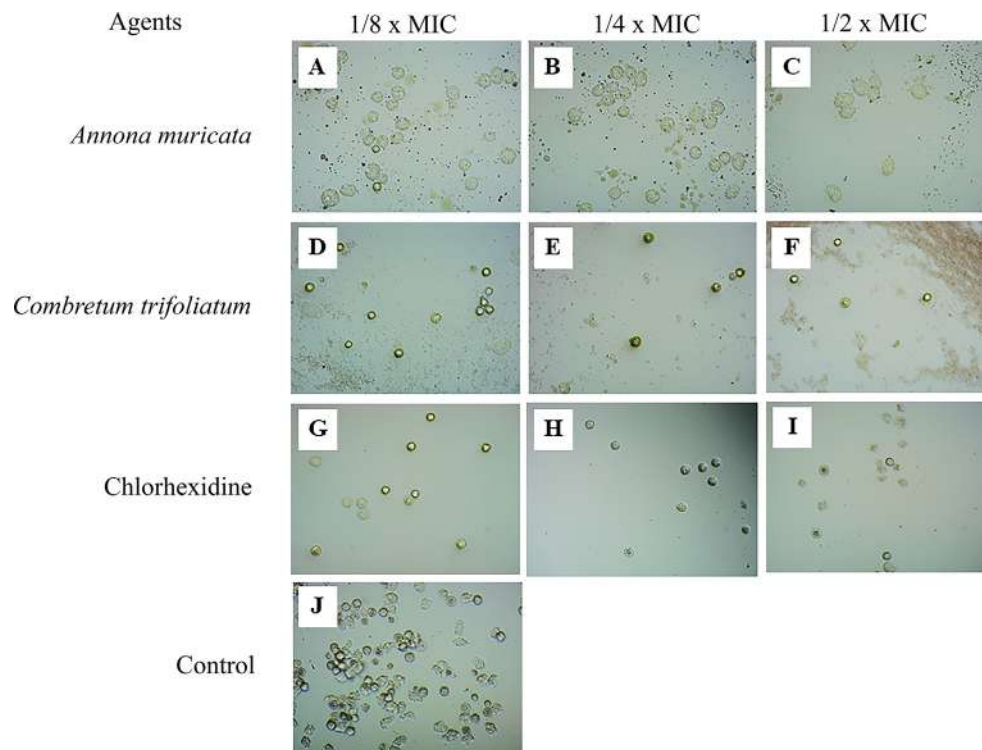 Agents 1/8 x MIC 1/4 x MIC 1/2 x MIC
A B C
Annona muricata
D E F
Combretum trifoliatum
G H I
Chlorhexidine
J
Control